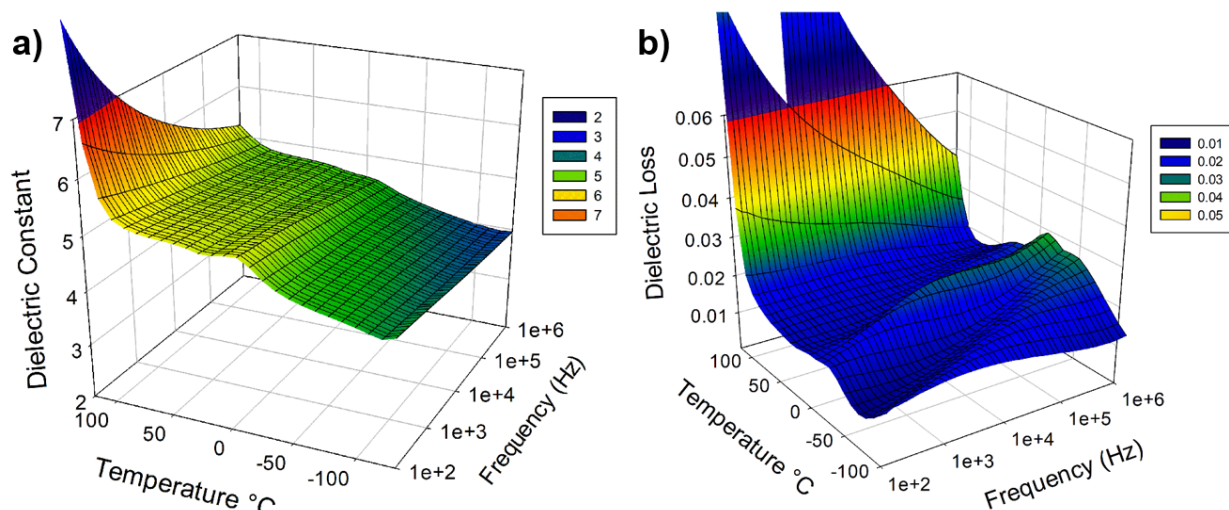 a)
Dielectric Constant
7
6
5
4
3
2
100
50
0
-50
-100
Temperature °C
1e+2
1e+3
1e+4
1e+5
1e+6
Frequency (Hz)
2
3
4
5
6
7
b)
Dielectric Loss
0.06
0.05
0.04
0.03
0.02
0.01
100
50
0
-50
-100
Temperature °C
1e+2
1e+3
1e+4
1e+5
1e+6
Frequency (Hz)
0.01
0.02
0.03
0.04
0.05